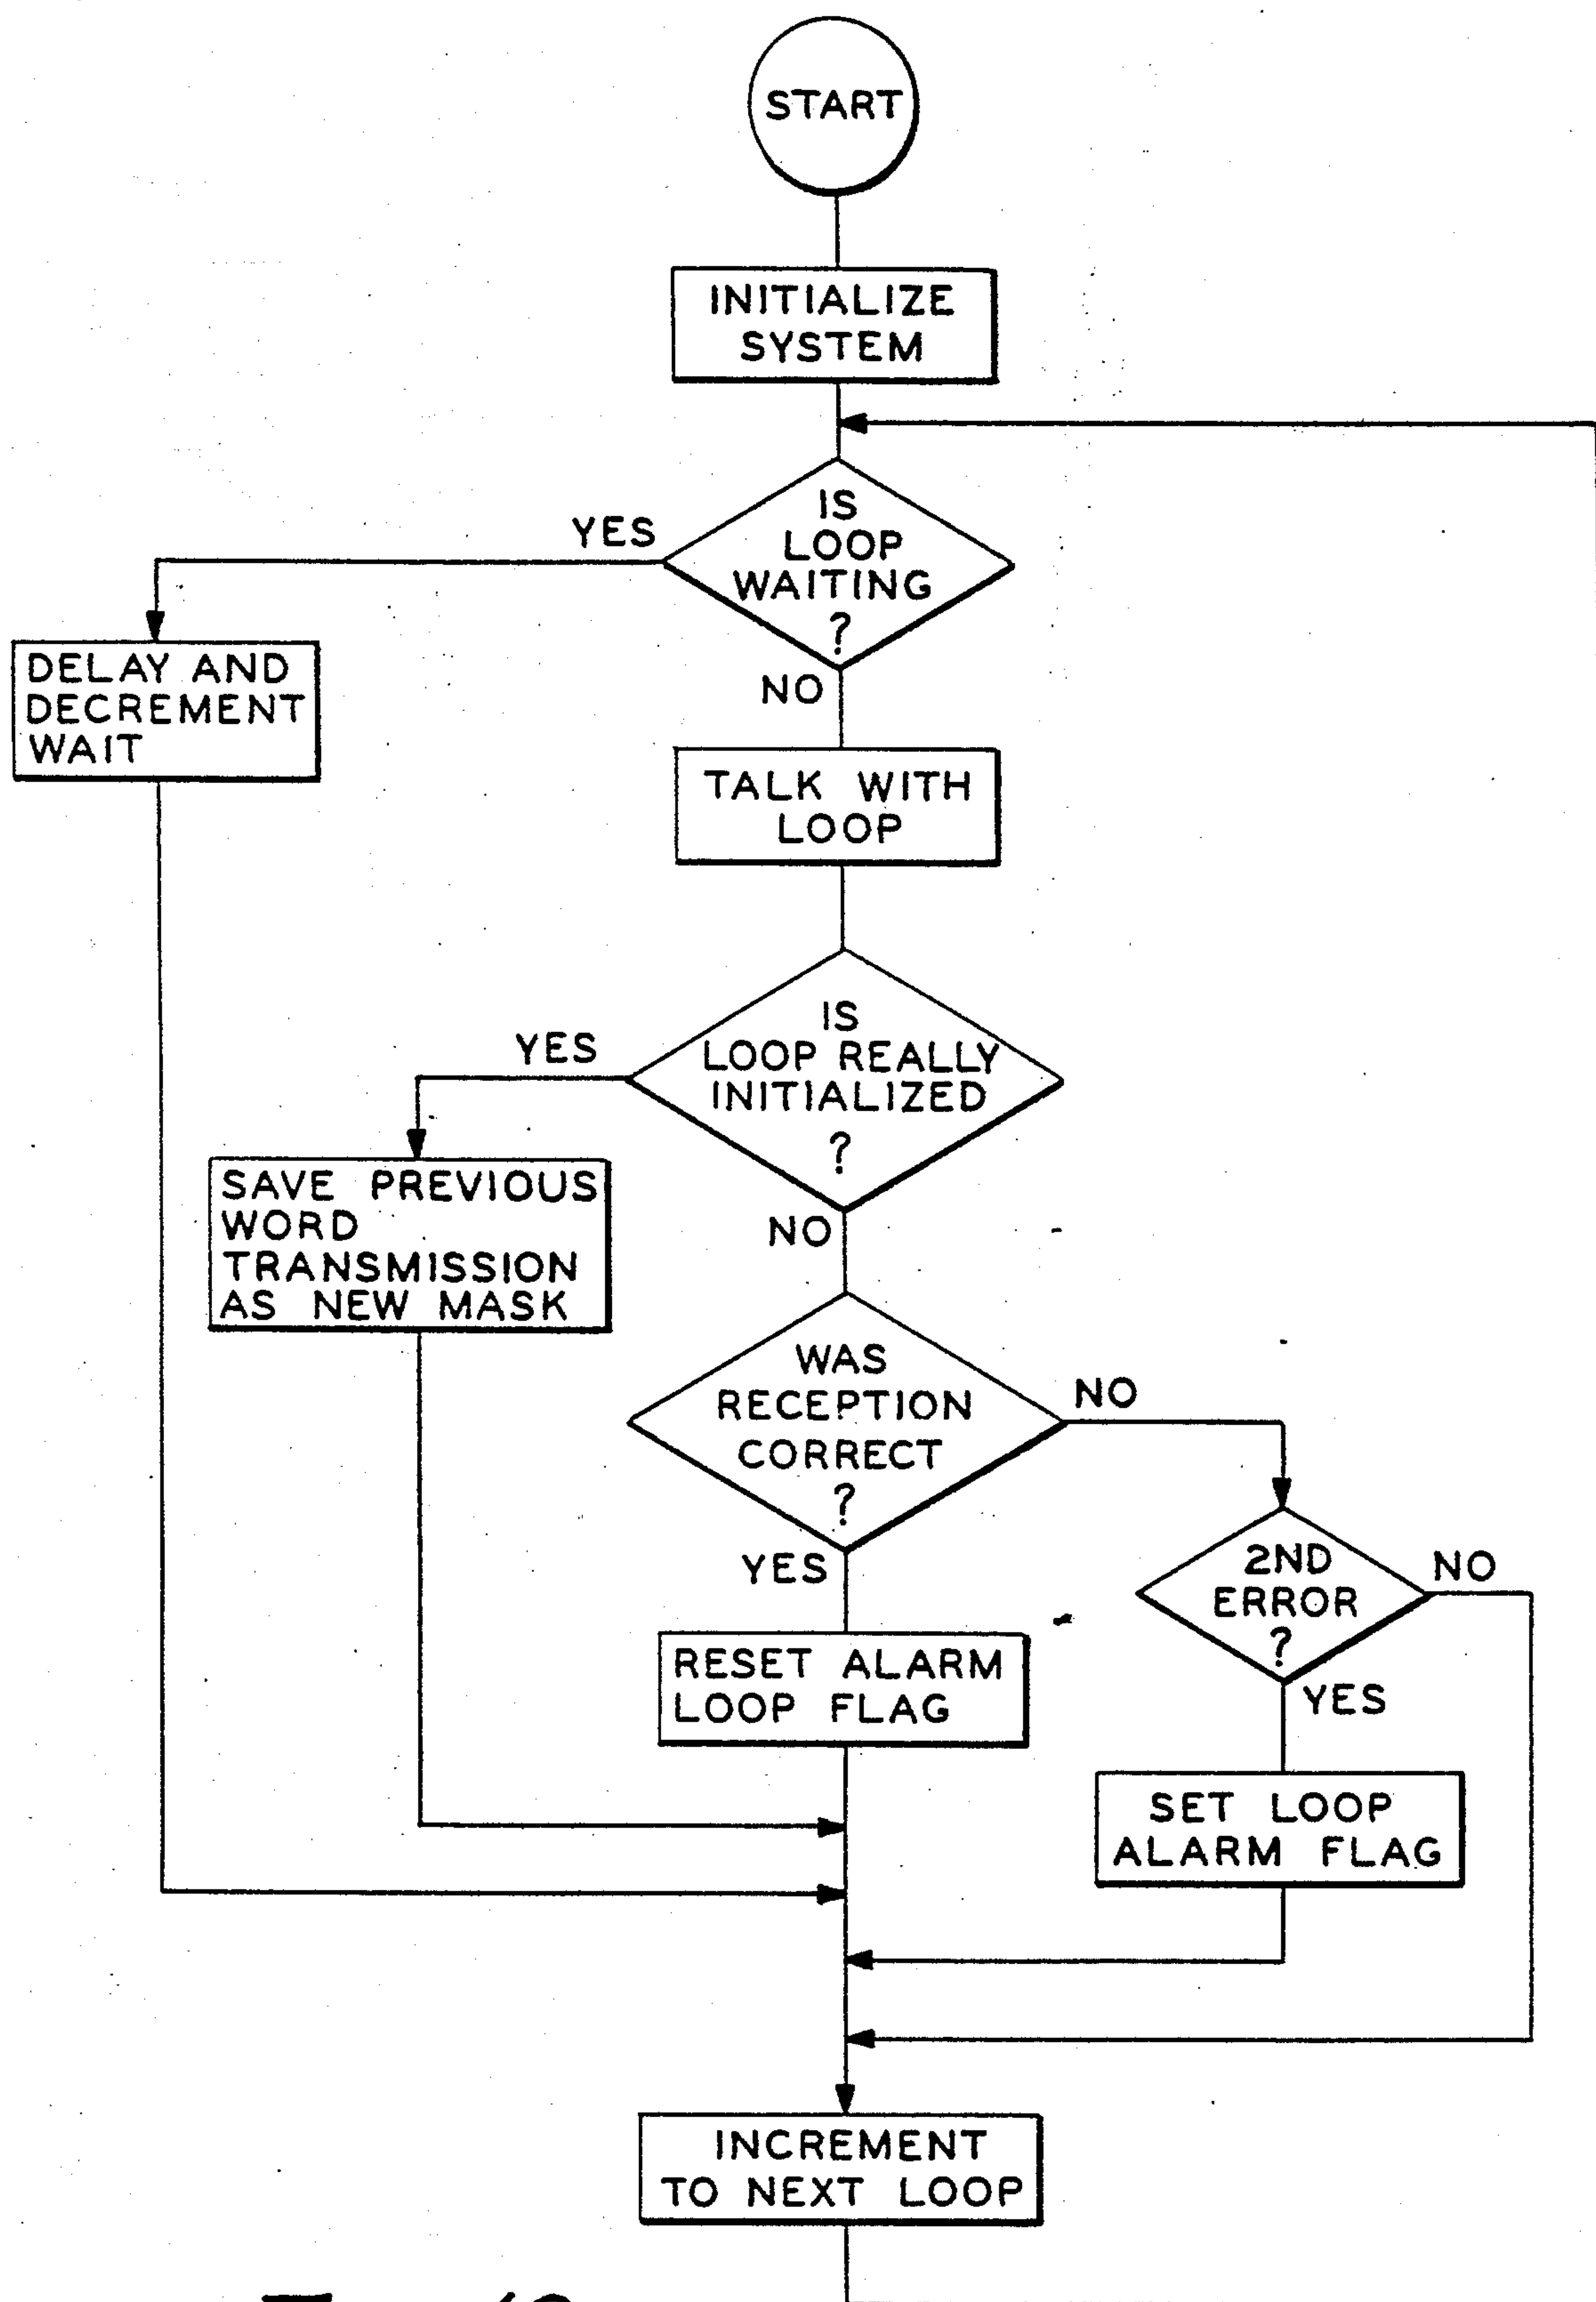 START
INITIALIZE
SYSTEM
IS
LOOP
WAITING
?
YES
NO
DELAY AND
DECREMENT
WAIT
TALK WITH
LOOP
IS
LOOP REALLY
INITIALIZED
?
YES
NO
SAVE PREVIOUS
WORD
TRANSMISSION
AS NEW MASK
WAS
RECEPTION
CORRECT
?
NO
YES
2ND
ERROR
?
NO
YES
RESET ALARM
LOOP FLAG
SET LOOP
ALARM FLAG
INCREMENT
TO NEXT LOOP